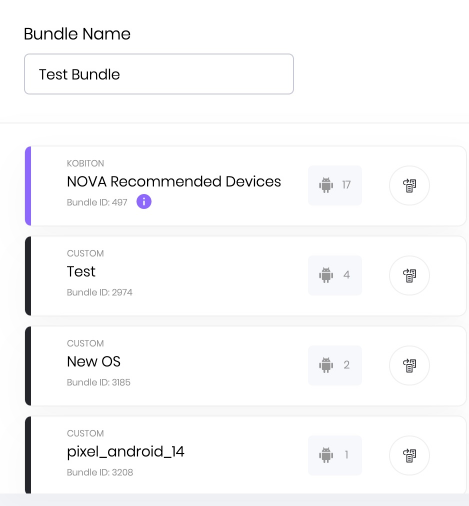 Bundle Name
Test Bundle
KOBITON
NOVA Recommended Devices
17
Bundle ID: 497
CUSTOM
Test
4
Bundle ID: 2974
CUSTOM
New OS
2
Bundle ID: 3185
CUSTOM
pixel_android_14
1
Bundle ID: 3208